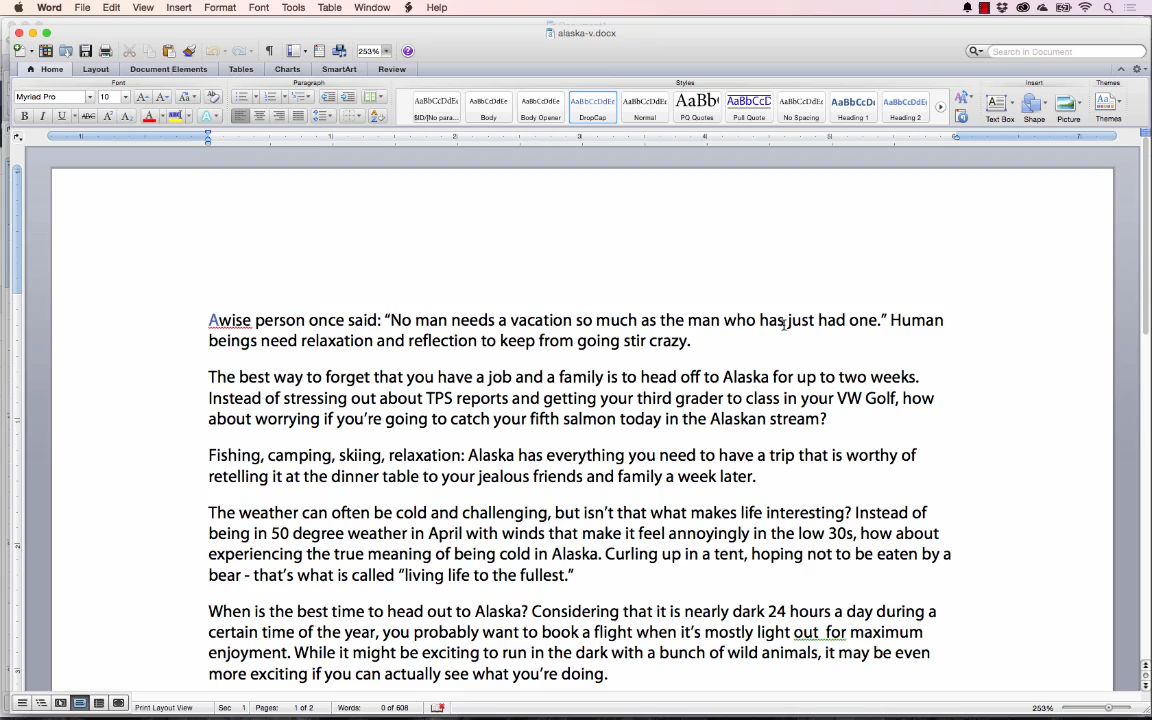 Word File Edit View Insert Format Font Tools Table Window Help
alaska-v.docx
253% Search in Document
Home Layout Document Elements Tables Charts SmartArt Review
Font Paragraph Styles Insert Themes
Myriad Pro 10
AaBbCcDdEe AaBbCcDdEe AaBbCcDdEe AaBbCcDdEe AaBbCcDdEe AaBb( AaBbCcD AaBbCcDdEe AaBbCcDc AaBbCcDdEe
$ID/[No para... Body Body Opener DropCap Normal PQ Quotes Pull Quote No Spacing Heading 1 Heading 2 Text Box Shape Picture Themes
Awise person once said: “No man needs a vacation so much as the man who has just had one.” Human
beings need relaxation and reflection to keep from going stir crazy.
The best way to forget that you have a job and a family is to head off to Alaska for up to two weeks.
Instead of stressing out about TPS reports and getting your third grader to class in your VW Golf, how
about worrying if you’re going to catch your fifth salmon today in the Alaskan stream?
Fishing, camping, skiing, relaxation: Alaska has everything you need to have a trip that is worthy of
retelling it at the dinner table to your jealous friends and family a week later.
The weather can often be cold and challenging, but isn’t that what makes life interesting? Instead of
being in 50 degree weather in April with winds that make it feel annoyingly in the low 30s, how about
experiencing the true meaning of being cold in Alaska. Curling up in a tent, hoping not to be eaten by a
bear - that’s what is called “living life to the fullest.”
When is the best time to head out to Alaska? Considering that it is nearly dark 24 hours a day during a
certain time of the year, you probably want to book a flight when it’s mostly light out  for maximum
enjoyment. While it might be exciting to run in the dark with a bunch of wild animals, it may be even
more exciting if you can actually see what you’re doing.
Print Layout View Sec 1 Pages: 1 of 2 Words: 0 of 608 253%